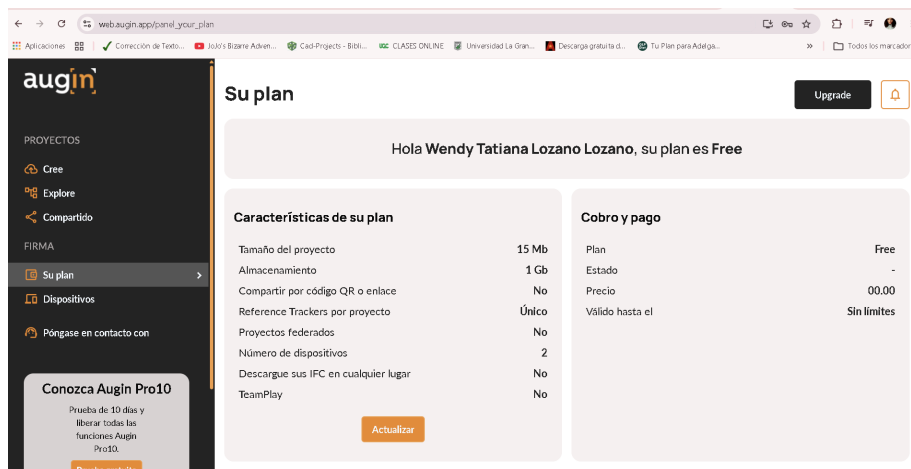 web.augin.app/panel_your_plan
Aplicaciones
Corrección de Texto...
JoJo's Bizarre Adven...
Cad-Projects - Bibli...
CLASES ONLINE
Universidad La Gran...
Descarga gratuita d...
Tu Plan para Adelga...
»
Todos los marcador
augin
PROYECTOS
Cree
Explore
Compartido
FIRMA
Su plan
Dispositivos
Póngase en contacto con
Conozca Augin Pro10
Prueba de 10 días y
liberar todas las
funciones Augin
Pro10.
Su plan
Upgrade
Hola Wendy Tatiana Lozano Lozano, su plan es Free
Características de su plan
Tamaño del proyecto 15 Mb
Almacenamiento 1 Gb
Compartir por código QR o enlace No
Reference Trackers por proyecto Único
Proyectos federados No
Número de dispositivos 2
Descargue sus IFC en cualquier lugar No
TeamPlay No
Actualizar
Cobro y pago
Plan Free
Estado -
Precio 00.00
Válido hasta el Sin límites